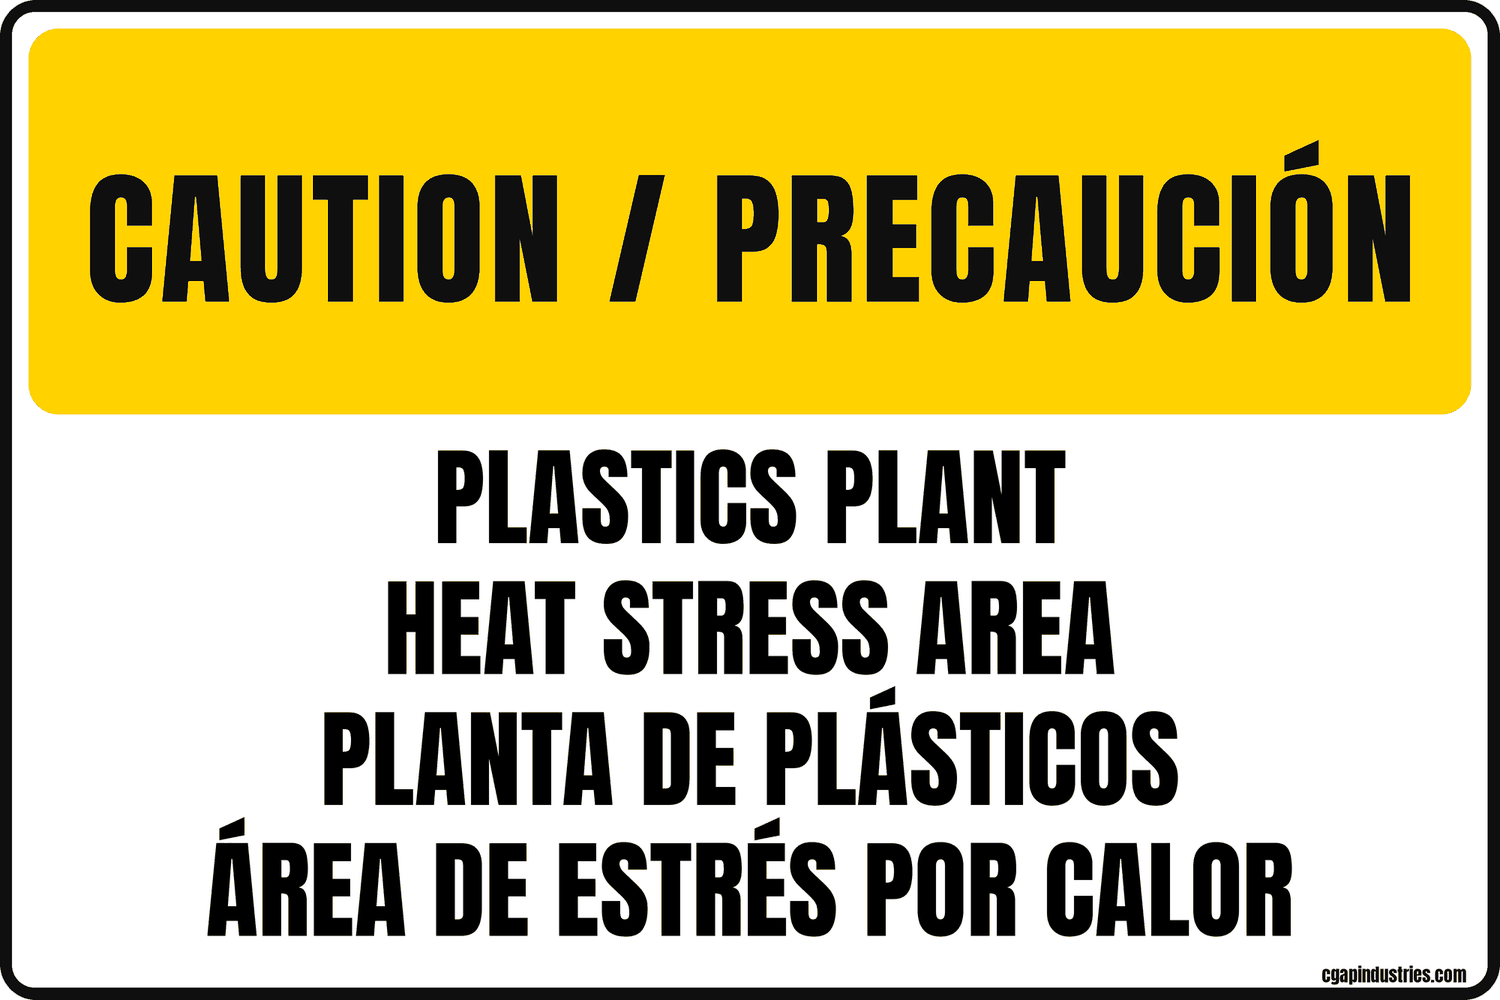 CAUTION / PRECAUCIÓN
PLASTICS PLANT
HEAT STRESS AREA
PLANTA DE PLÁSTICOS
ÁREA DE ESTRÉS POR CALOR
cgapindustries.com